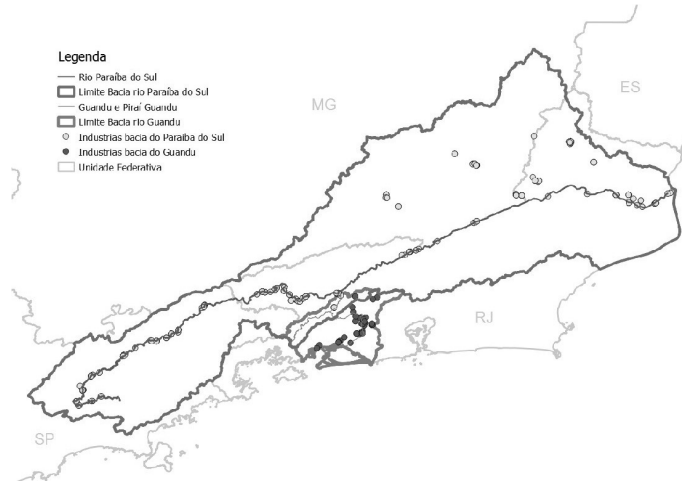 Legenda
Rio Paraíba do Sul
Limite Bacia rio Paraíba do Sul
Guandu e Piraí Guandu
Limite Bacia rio Guandu
Industrias bacia do Paraíba do Sul
Industrias bacia do Guandu
Unidade Federativa
MG
ES
RJ
SP